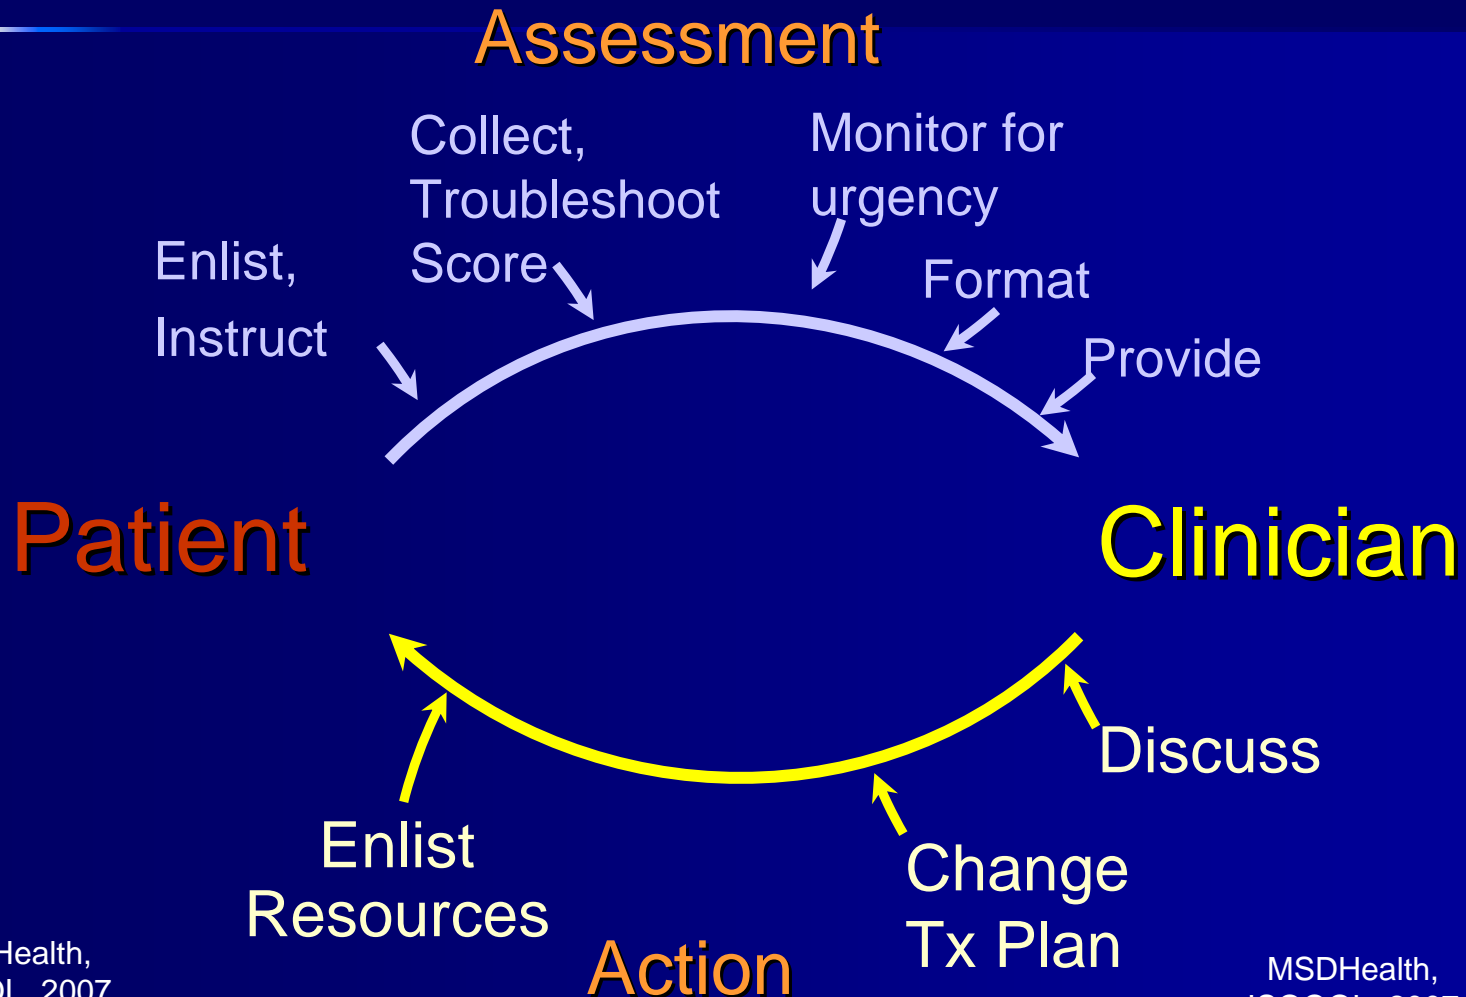 Assessment
Collect,
Troubleshoot
Score
Monitor for
urgency
Enlist,
Instruct
Format
Provide
Patient
Clinician
Discuss
Enlist
Resources
Change
Tx Plan
Action
Health,
2007
MSDHealth,